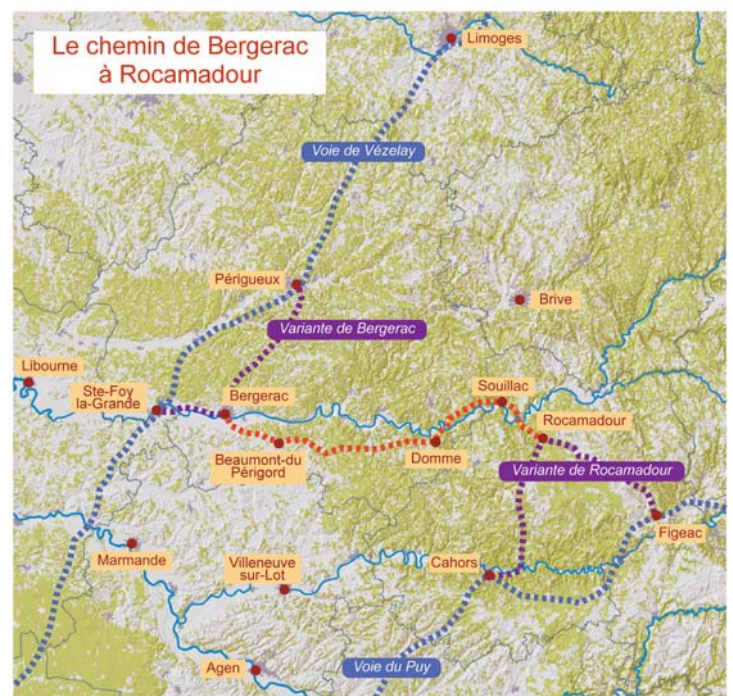 Le chemin de Bergerac
à Rocamadour
Limoges
Voie de Vézelay
Périgueux
Brive
Variante de Bergerac
Libourne
Ste-Foy
la-Grande
Bergerac
Souillac
Rocamadour
Beaumont-du
Périgord
Domme
Variante de Rocamadour
Figeac
Marmande
Villeneuve
sur-Lot
Cahors
Agen
Voie du Puy